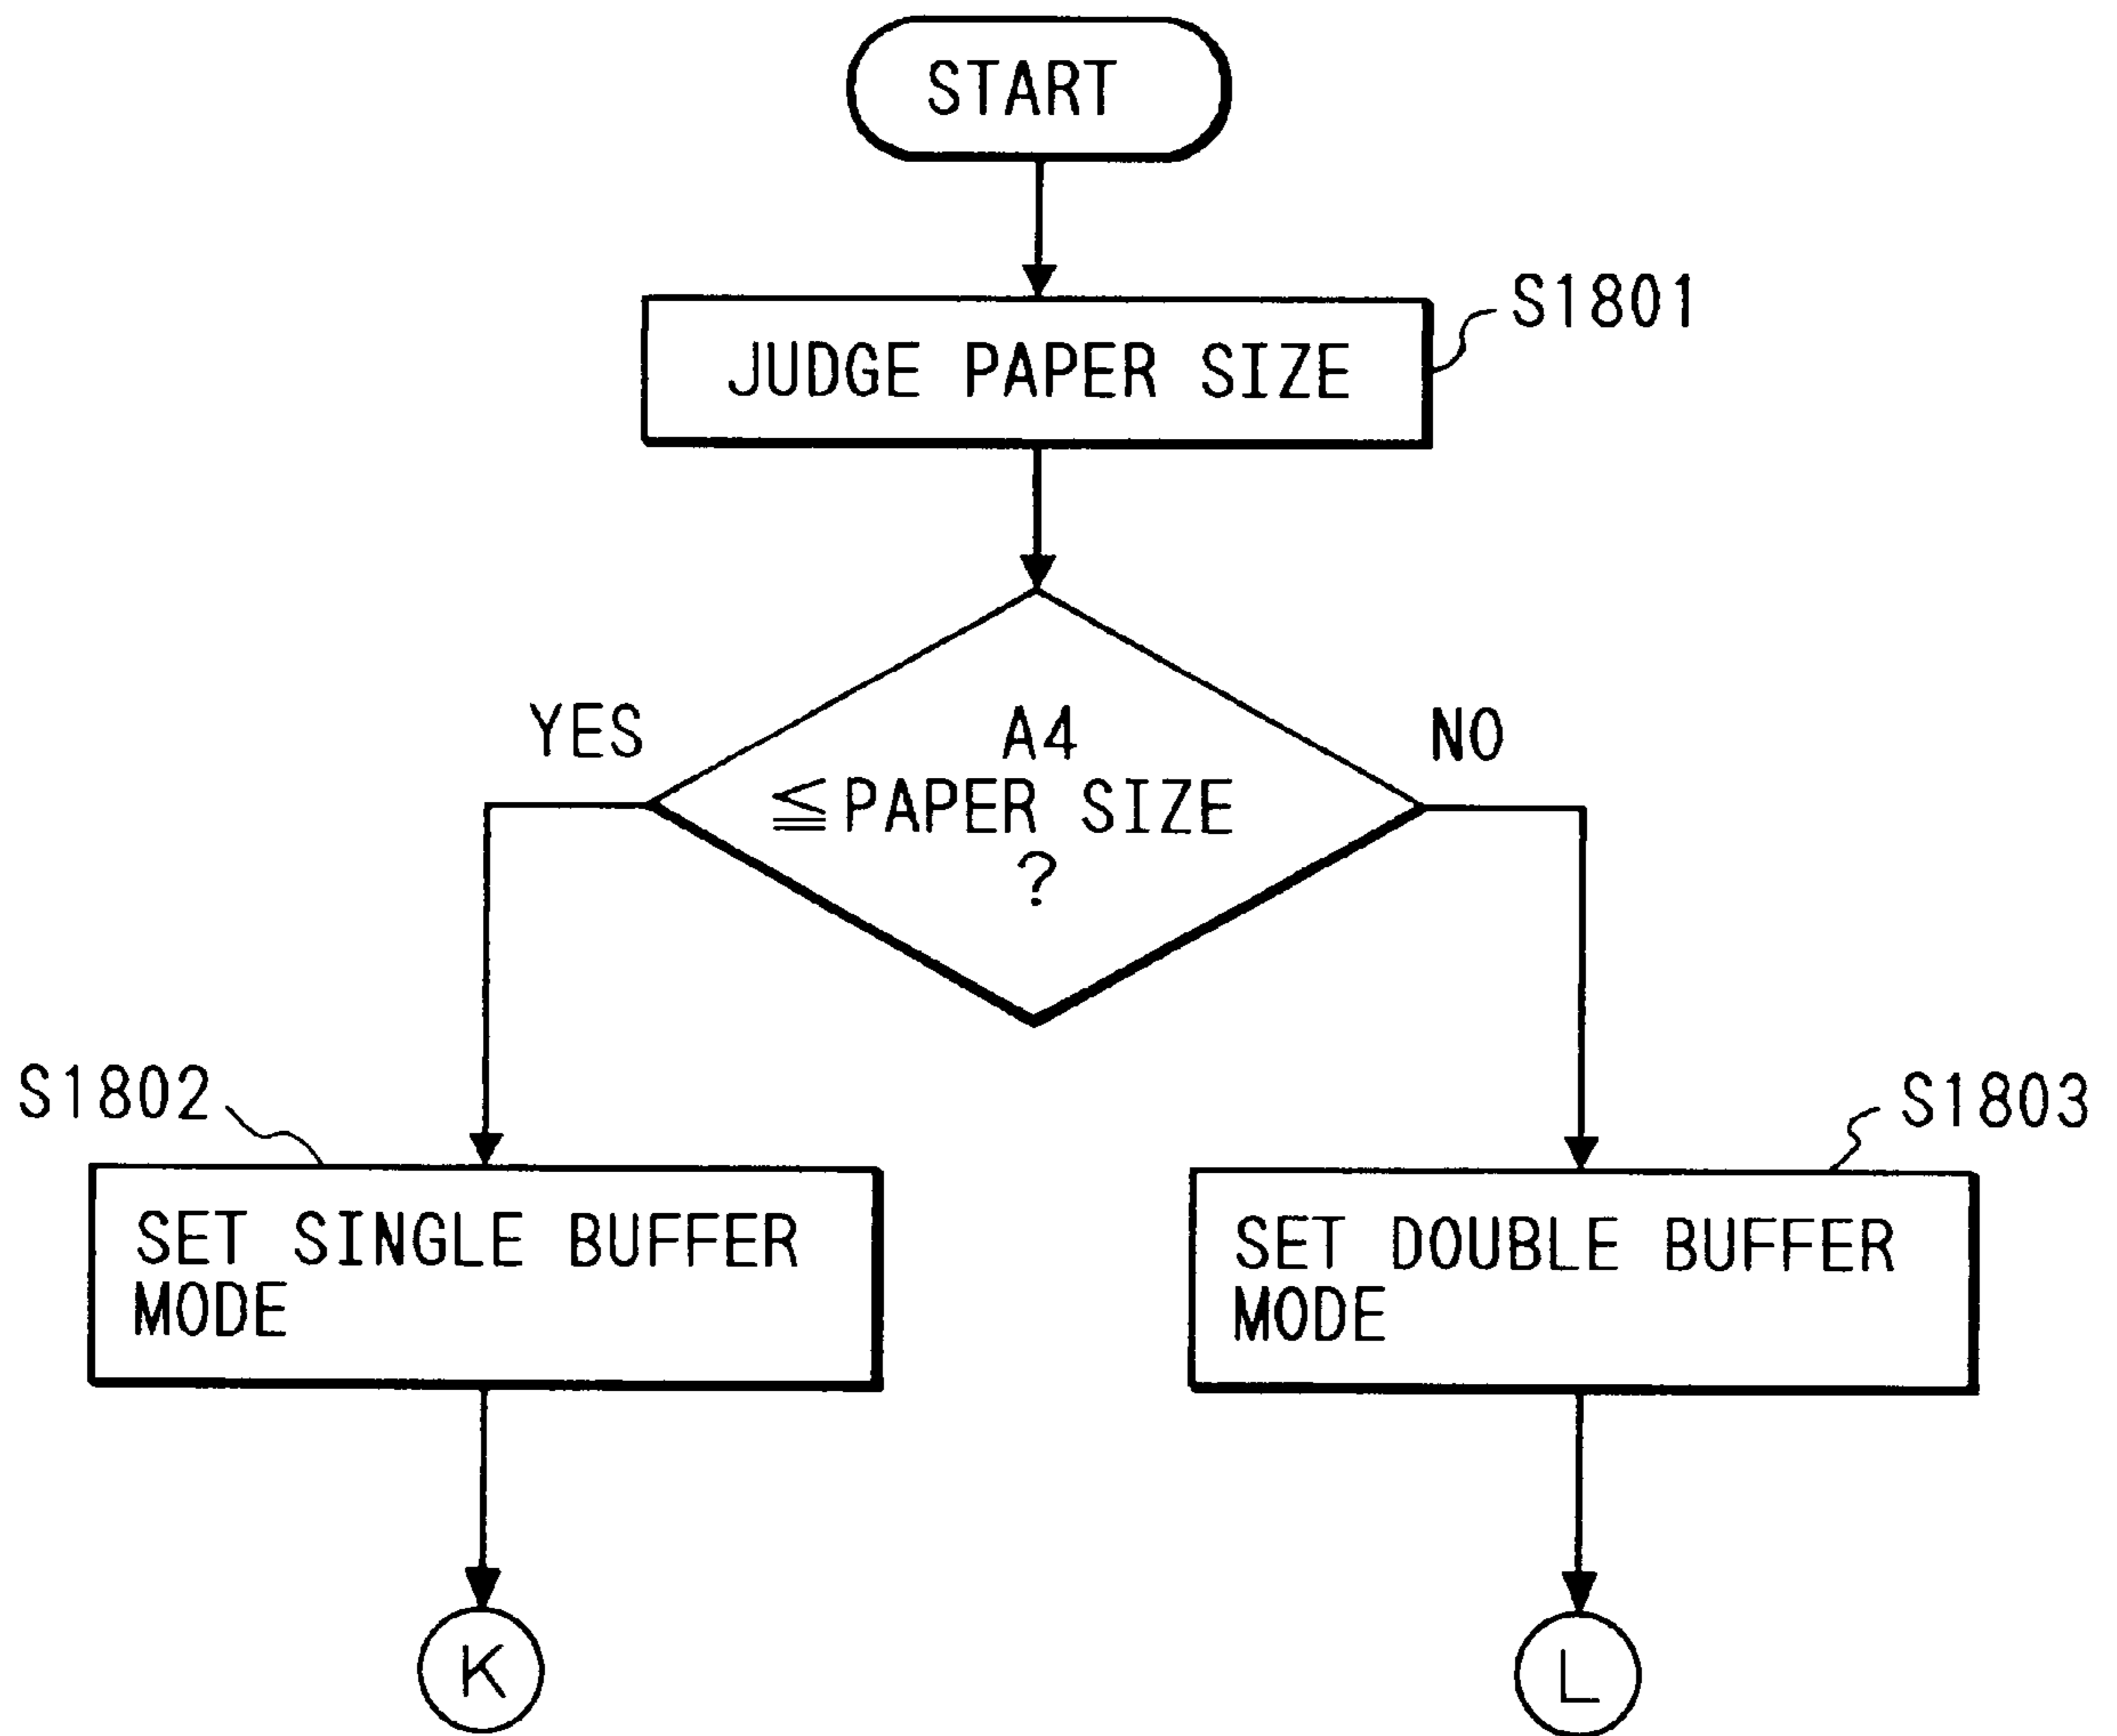 START
JUDGE PAPER SIZE
S1801
YES
A4
≦PAPER SIZE
?
NO
S1802
S1803
SET SINGLE BUFFER
MODE
SET DOUBLE BUFFER
MODE
K
L